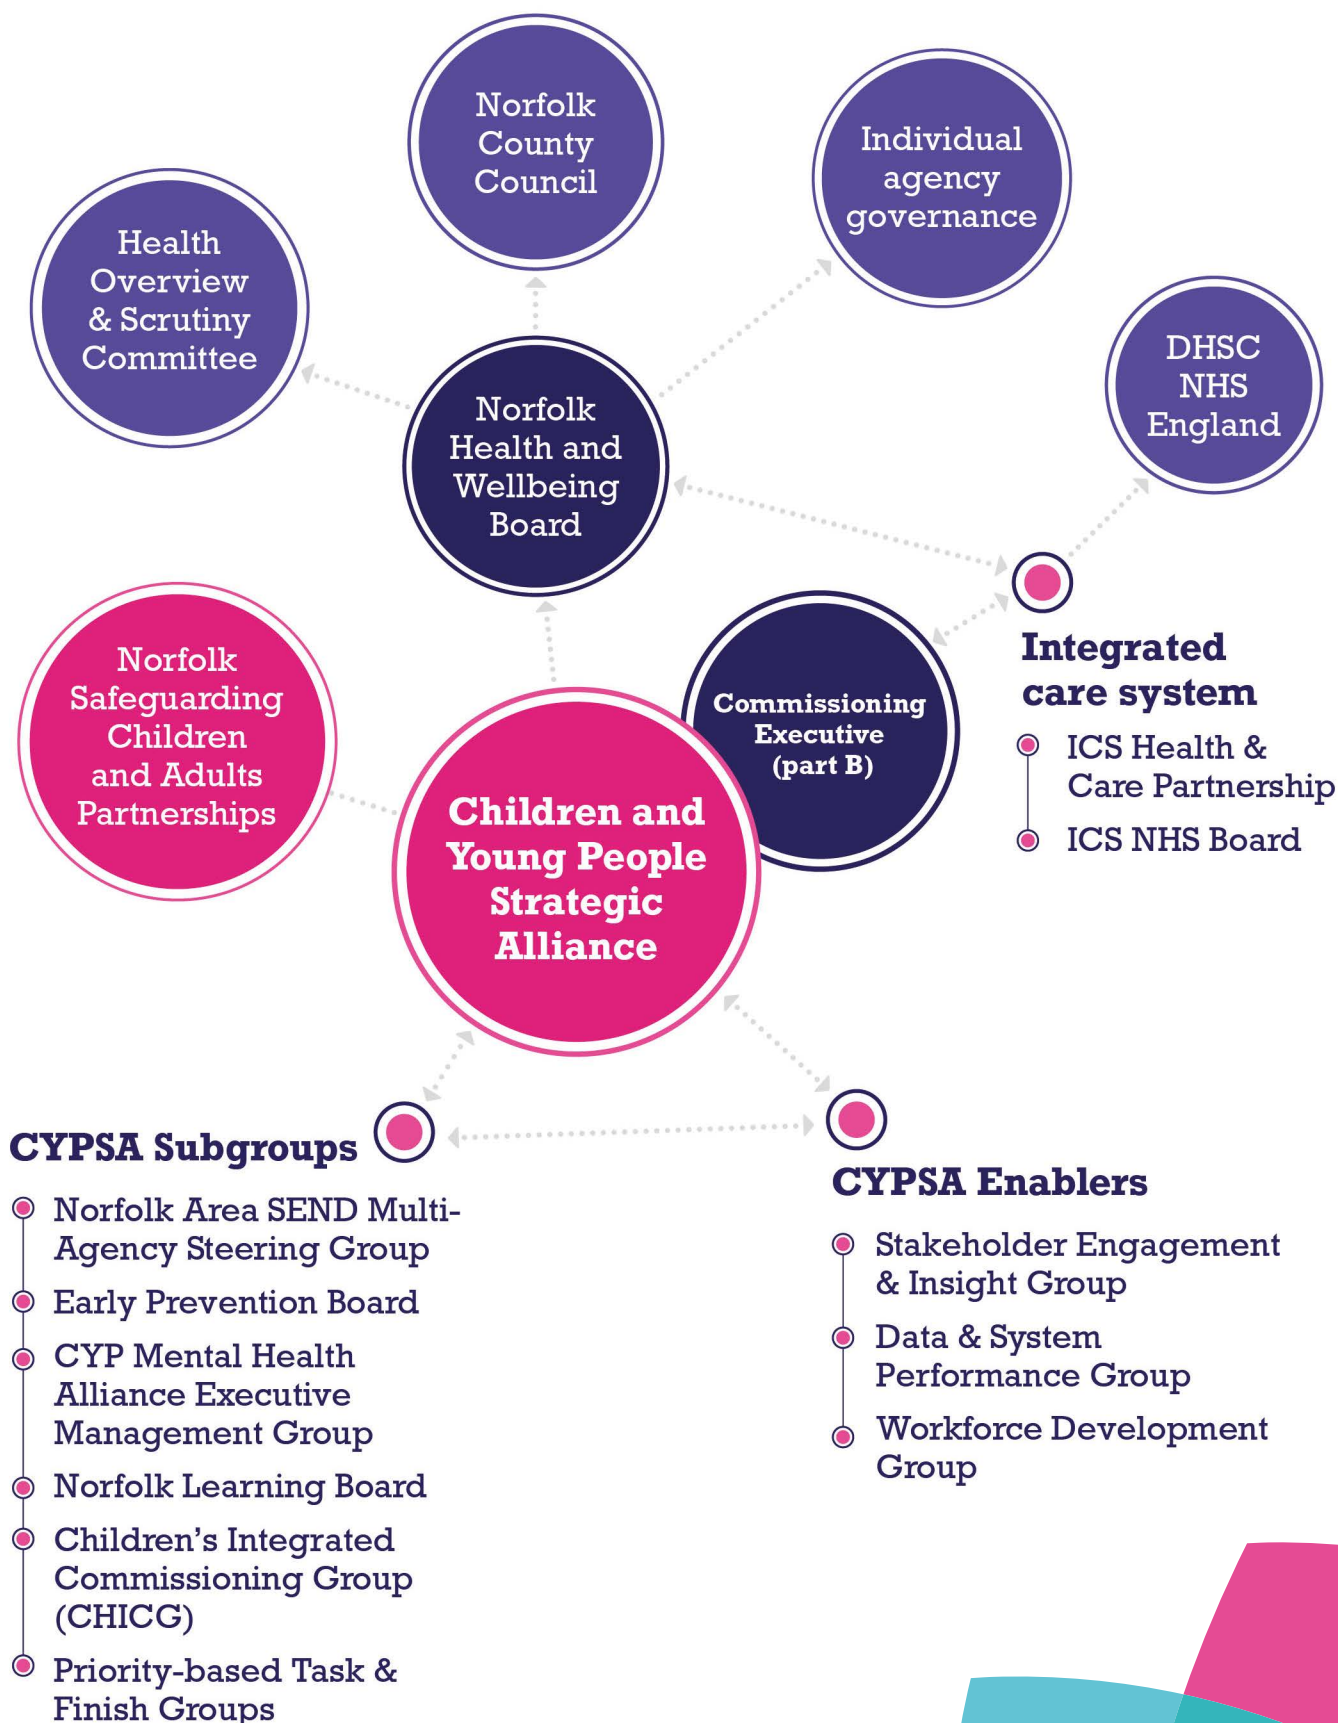 Norfolk
County
Council
Individual
agency
governance
Health
Overview
& Scrutiny
Committee
DHSC
NHS
England
Norfolk
Health and
Wellbeing
Board
Norfolk
Safeguarding
Children
and Adults
Partnerships
Commissioning
Executive
(part B)
Integrated
care system
ICS Health &
Care Partnership
ICS NHS Board
Children and
Young People
Strategic
Alliance
CYPSA Subgroups
Norfolk Area SEND Multi-
Agency Steering Group
Early Prevention Board
CYP Mental Health
Alliance Executive
Management Group
Norfolk Learning Board
Children’s Integrated
Commissioning Group
(CHICG)
Priority-based Task &
Finish Groups
CYPSA Enablers
Stakeholder Engagement
& Insight Group
Data & System
Performance Group
Workforce Development
Group